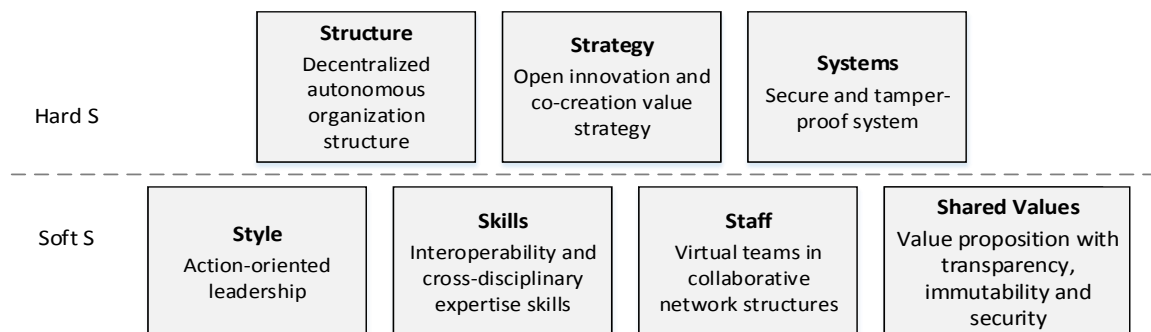 Hard S
Structure
Decentralized
autonomous
organization
structure
Strategy
Open innovation and
co-creation value
strategy
Systems
Secure and tamper-
proof system
Soft S
Style
Action-oriented
leadership
Skills
Interoperability and
cross-disciplinary
expertise skills
Staff
Virtual teams in
collaborative
network structures
Shared Values
Value proposition with
transparency,
immutability and
security